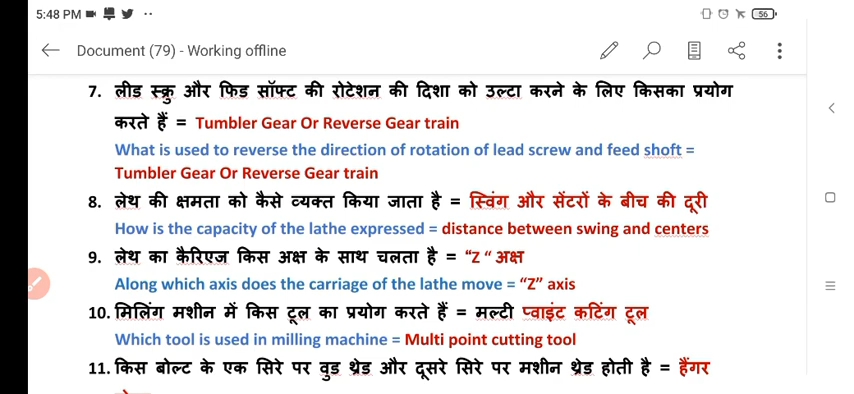 5:48 PM
56
Document (79) - Working offline
7. लीड स्क्रु और फिड सॉफ्ट की रोटेशन की दिशा को उल्टा करने के लिए किसका प्रयोग
करते हैं = Tumbler Gear Or Reverse Gear train
What is used to reverse the direction of rotation of lead screw and feed shoft =
Tumbler Gear Or Reverse Gear train
8. लेथ की क्षमता को कैसे व्यक्त किया जाता है = स्विंग और सेंटरों के बीच की दूरी
How is the capacity of the lathe expressed = distance between swing and centers
9. लेथ का कैरिएज किस अक्ष के साथ चलता है = “Z “ अक्ष
Along which axis does the carriage of the lathe move = “Z” axis
10. मिलिंग मशीन में किस टूल का प्रयोग करते हैं = मल्टी प्वाइंट कटिंग टूल
Which tool is used in milling machine = Multi point cutting tool
11. किस बोल्ट के एक सिरे पर वुड थ्रेड और दूसरे सिरे पर मशीन थ्रेड होती है = हैंगर